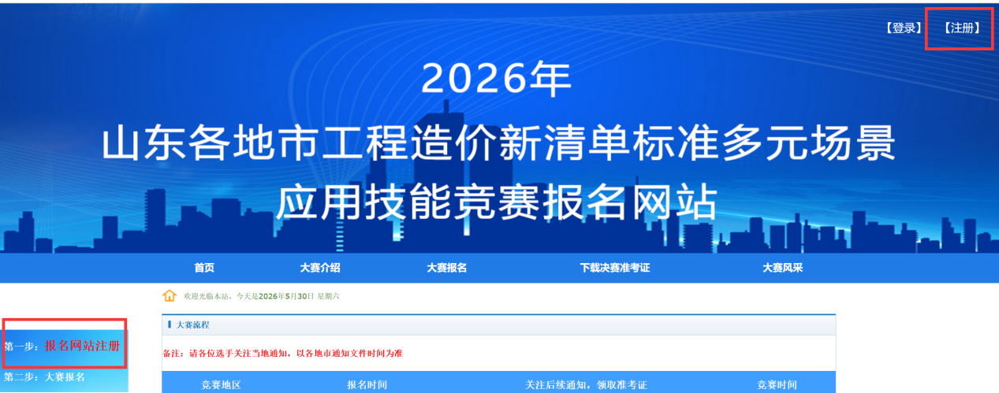 【登录】 【注册】
2026年
山东各地市工程造价新清单标准多元场景
应用技能竞赛报名网站
首页 大赛介绍 大赛报名 下载决赛准考证 大赛风采
欢迎光临本站，今天是2026年5月30日 星期六
大赛流程
第一步：报名网站注册
备注：请各位选手关注当地通知，以各地市通知文件时间为准
第二步：大赛报名
竞赛地区 报名时间 关注后续通知，领取准考证 竞赛时间